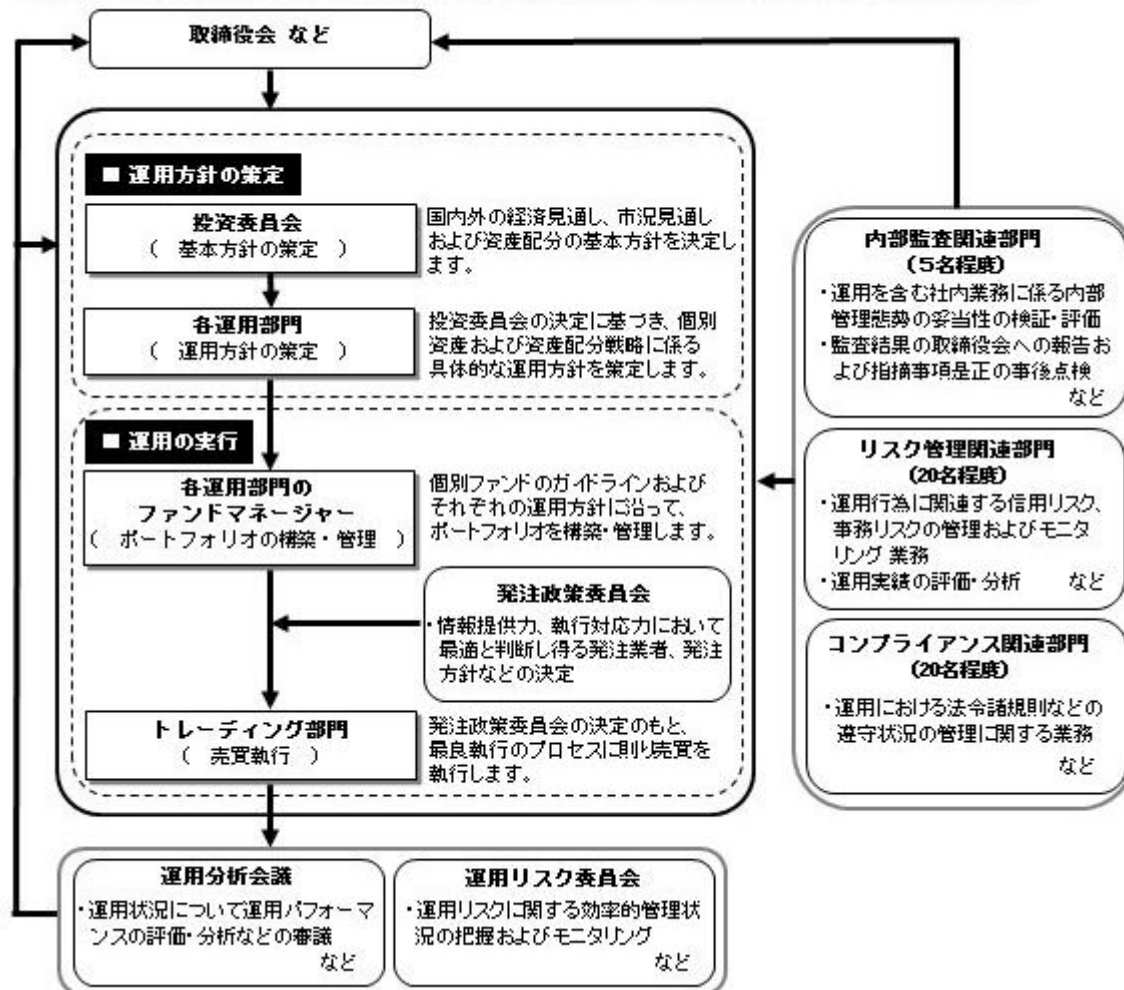 取締役会 など
■ 運用方針の策定
投資委員会
( 基本方針の策定 )
国内外の経済見通し、市況見通し
および資産配分の基本方針を決定し
ます。
各運用部門
( 運用方針の策定 )
投資委員会の決定に基づき、個別
資産および資産配分戦略に係る
具体的な運用方針を策定します。
■ 運用の実行
各運用部門の
ファンドマネージャー
( ポートフォリオの構築・管理 )
個別ファンドのガイドラインおよび
それぞれの運用方針に沿って、
ポートフォリオを構築・管理します。
発注政策委員会
・情報提供力、執行対応力において
最適と判断し得る発注業者、発注
方針などの決定
トレーディング部門
( 売買執行 )
発注政策委員会の決定のもと、
最良執行のプロセスに則り売買を
執行します。
運用分析会議
・運用状況について運用パフォーマ
ンスの評価・分析などの審議
など
運用リスク委員会
・運用リスクに関する効率的管理状
況の把握およびモニタリング
など
内部監査関連部門
(5名程度)
・運用を含む社内業務に係る内部
管理態勢の妥当性の検証・評価
・監査結果の取締役会への報告お
よび指摘事項是正の事後点検
など
リスク管理関連部門
(20名程度)
・運用行為に関連する信用リスク、
事務リスクの管理およびモニタ
リング 業務
・運用実績の評価・分析 など
コンプライアンス関連部門
(20名程度)
・運用における法令諸規則などの
遵守状況の管理に関する業務
など